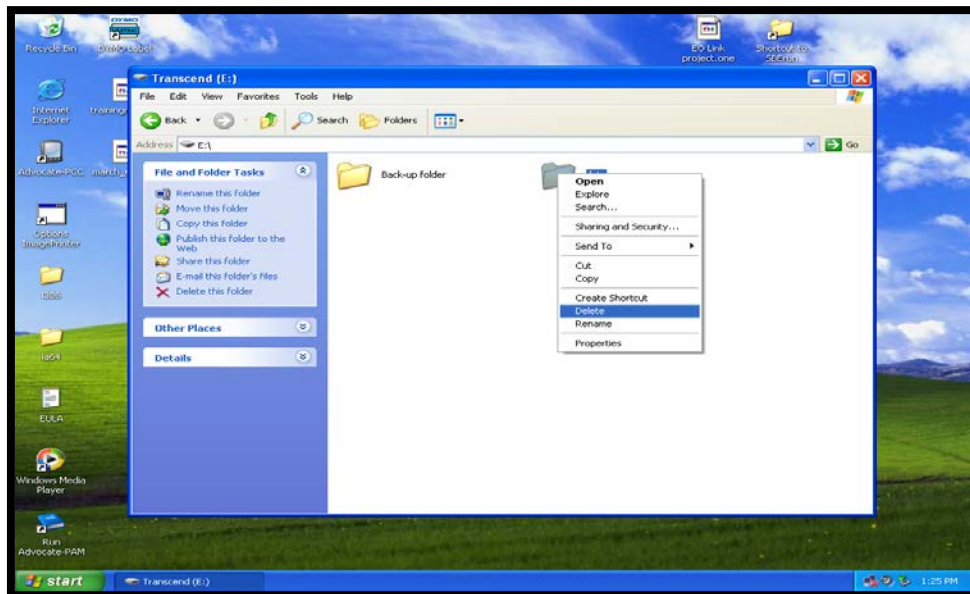 Recycle Bin
DYMO
EO Link
project.one
Shortcut to
Internet
Explorer
Advocate-PCC
Options
ImagePrinter
ia64
EULA
Windows Media
Player
Run
Advocate-PAM
Transcend (E:)
File Edit View Favorites Tools Help
Back Search Folders
Address E:\ Go
File and Folder Tasks
Rename this folder
Move this folder
Copy this folder
Publish this folder to the
Web
Share this folder
E-mail this folder's files
Delete this folder
Other Places
Details
Back-up folder
Open
Explore
Search...
Sharing and Security...
Send To
Cut
Copy
Create Shortcut
Delete
Rename
Properties
start Transcend (E:) 1:25 PM